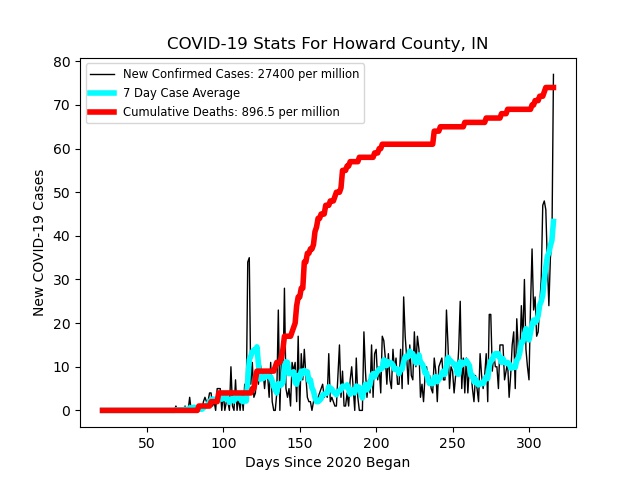 COVID-19 Stats For Howard County, IN
New Confirmed Cases: 27400 per million
7 Day Case Average
Cumulative Deaths: 896.5 per million
New COVID-19 Cases
80
70
60
50
40
30
20
10
0
50
100
150
200
250
300
Days Since 2020 Began